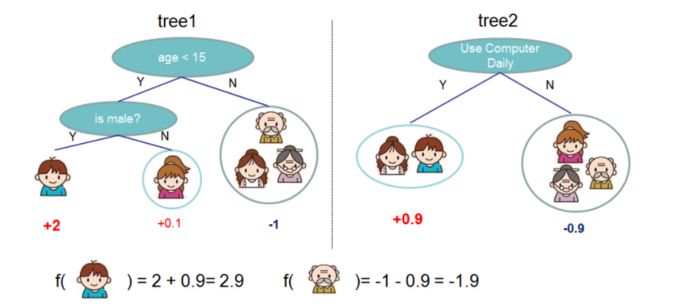 tree1
tree2
age < 15
Use Computer
Daily
Y
N
Y
N
is male?
Y
N
+2
+0.1
-1
+0.9
-0.9
f( ) = 2 + 0.9= 2.9
f( )= -1 - 0.9 = -1.9